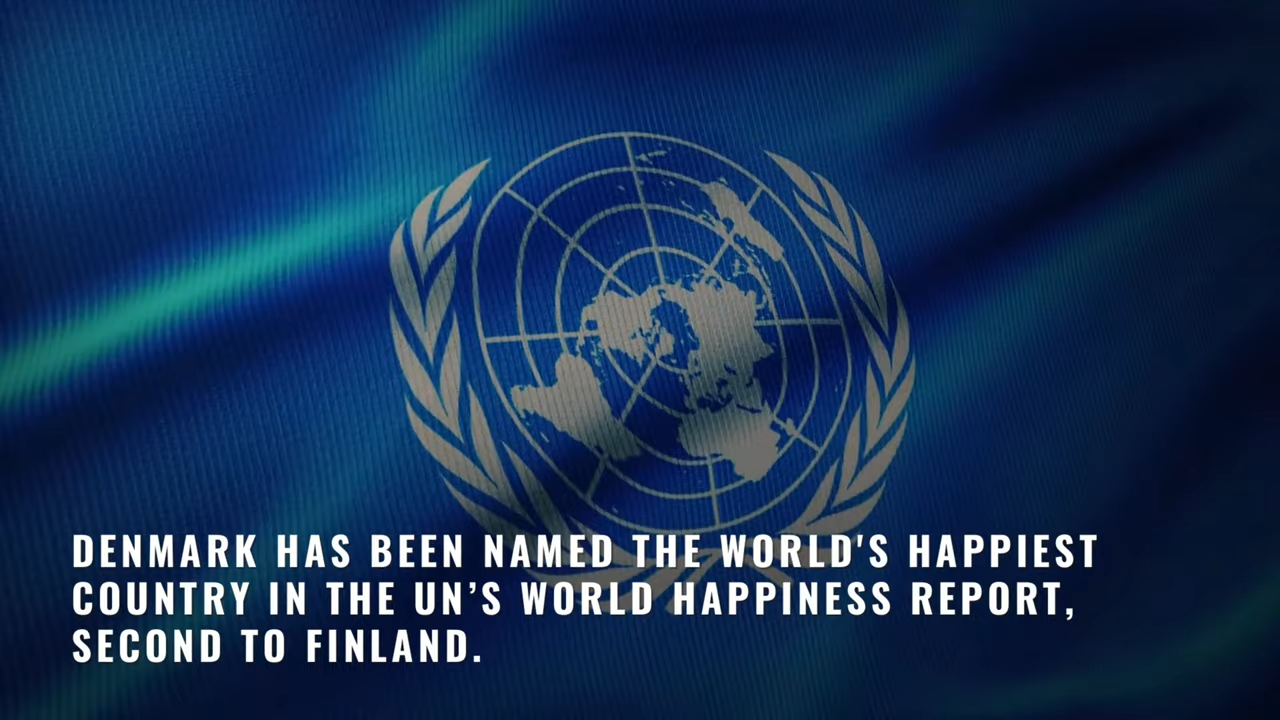 DENMARK HAS BEEN NAMED THE WORLD'S HAPPIEST
COUNTRY IN THE UN’S WORLD HAPPINESS REPORT,
SECOND TO FINLAND.